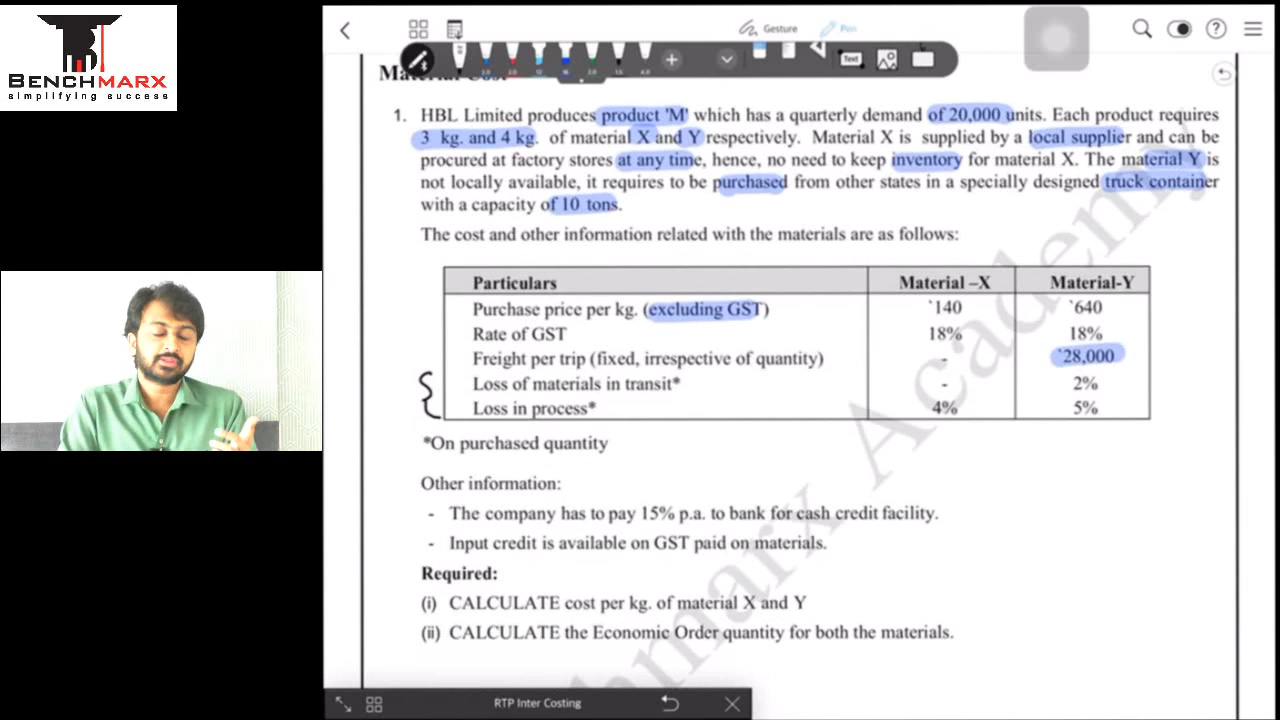 BENCHMARX
simplifying success
Gesture
Pen
Text
1. HBL Limited produces product 'M' which has a quarterly demand of 20,000 units. Each product requires
3 kg. and 4 kg. of material X and Y respectively. Material X is supplied by a local supplier and can be
procured at factory stores at any time, hence, no need to keep inventory for material X. The material Y is
not locally available, it requires to be purchased from other states in a specially designed truck container
with a capacity of 10 tons.
The cost and other information related with the materials are as follows:
Particulars Material –X Material-Y
Purchase price per kg. (excluding GST) `140 `640
Rate of GST 18% 18%
Freight per trip (fixed, irrespective of quantity) - `28,000
Loss of materials in transit* - 2%
Loss in process* 4% 5%
*On purchased quantity
Other information:
- The company has to pay 15% p.a. to bank for cash credit facility.
- Input credit is available on GST paid on materials.
Required:
(i) CALCULATE cost per kg. of material X and Y
(ii) CALCULATE the Economic Order quantity for both the materials.
RTP Inter Costing